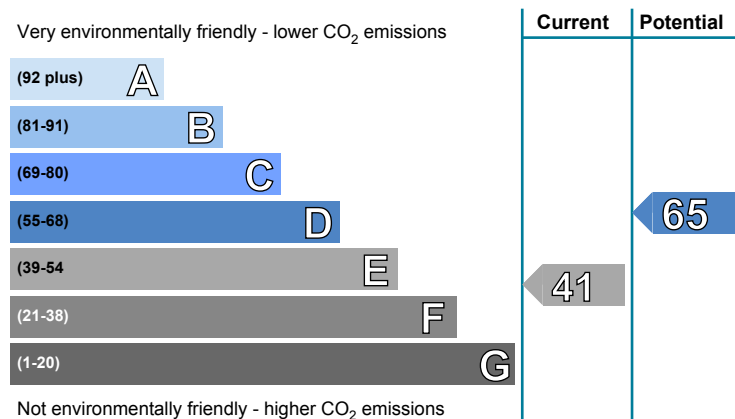 Current Potential
Very environmentally friendly - lower CO₂ emissions
(92 plus) A
(81-91) B
(69-80) C
(55-68) D
65
(39-54 E
41
(21-38) F
(1-20) G
Not environmentally friendly - higher CO₂ emissions